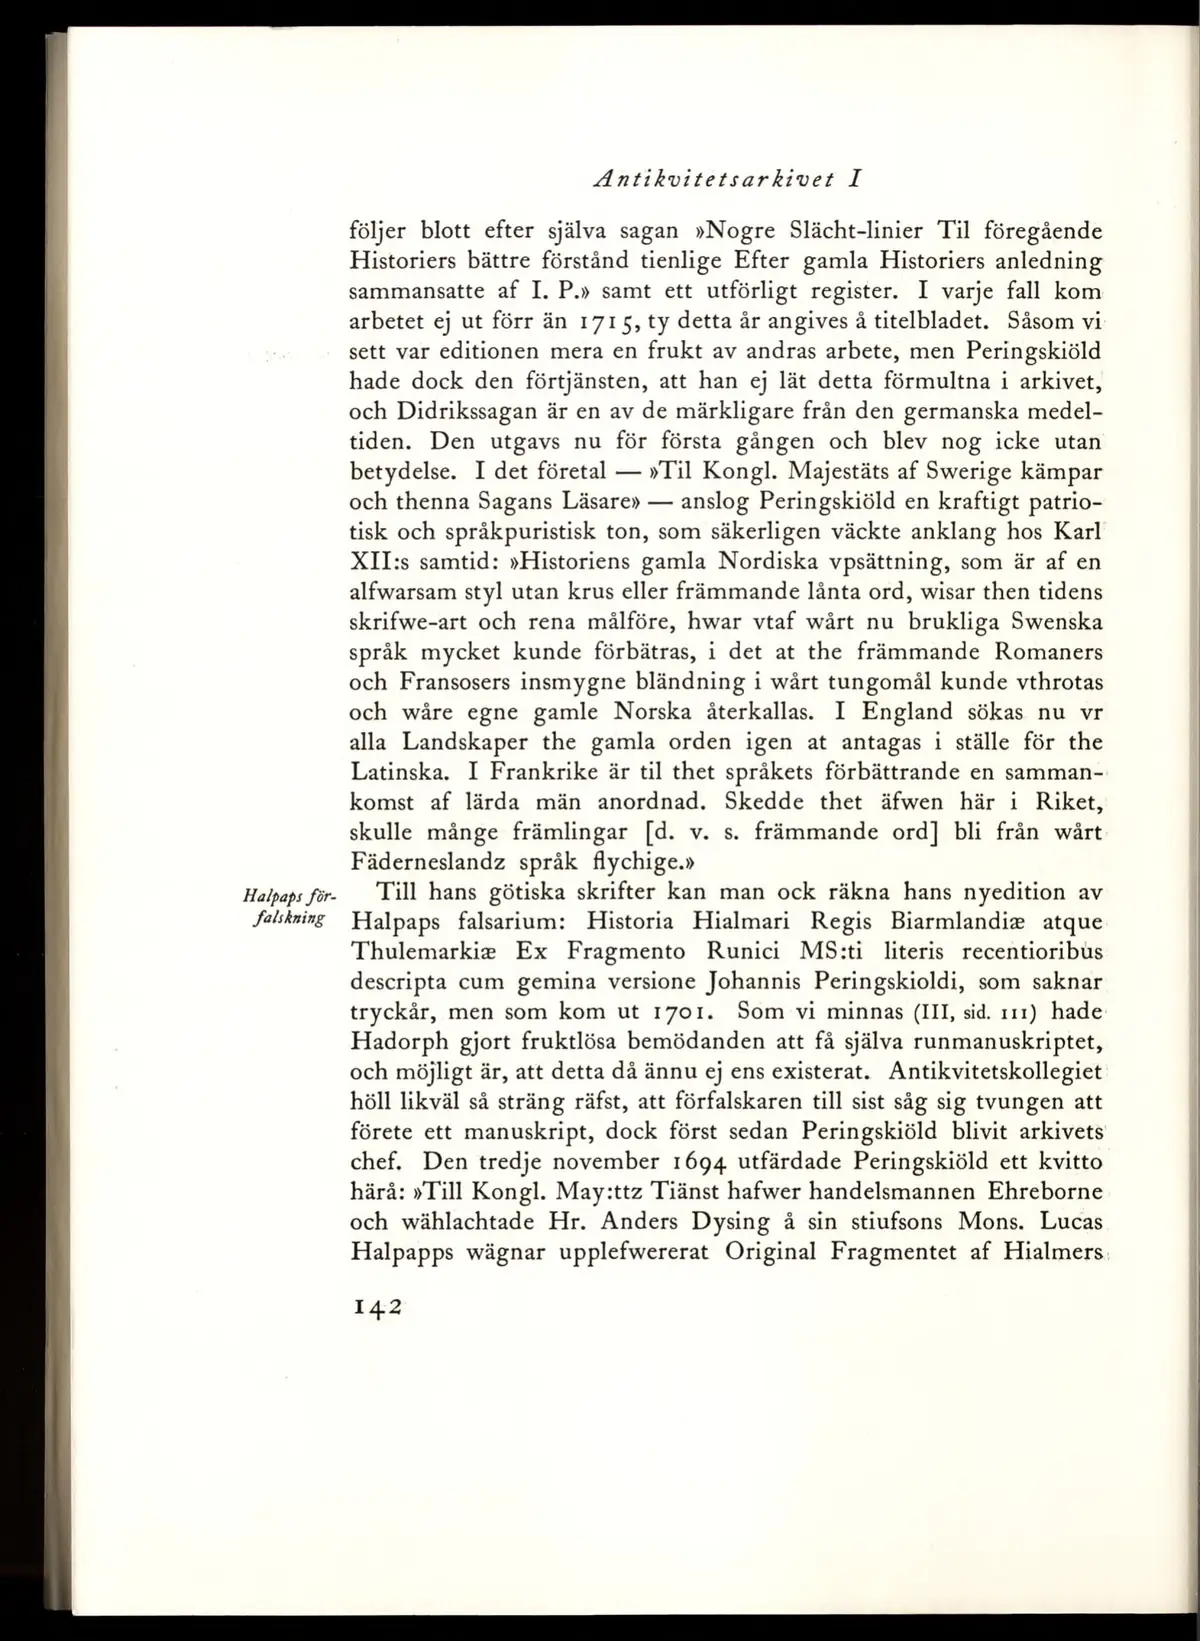 Antikvitetsarkivet I
följer blott efter själva sagan »Nogre Slächt-linier Til föregående
Historiers bättre förstånd tienlige Efter gamla Historiers anledning
sammansatte af I. P.» samt ett utförligt register. I varje fall kom
arbetet ej ut förr än 1715, ty detta år angives å titelbladet. Såsom vi
sett var editionen mera en frukt av andras arbete, men Peringskiöld
hade dock den förtjänsten, att han ej lät detta förmultna i arkivet,
och Didrikssagan är en av de märkligare från den germanska medel-
tiden. Den utgavs nu för första gången och blev nog icke utan
betydelse. I det företal — »Til Kongl. Majestäts af Swerige kämpar
och thenna Sagans Läsare» — anslog Peringskiöld en kraftigt patrio-
tisk och språkpuristisk ton, som säkerligen väckte anklang hos Karl
XII:s samtid: »Historiens gamla Nordiska vpsättning, som är af en
alfwarsam styl utan krus eller främmande lånta ord, wisar then tidens
skrifwe-art och rena målföre, hwar vtaf wårt nu brukliga Swenska
språk mycket kunde förbätras, i det at the främmande Romaners
och Fransosers insmygne bländning i wårt tungomål kunde vthrotas
och wåre egne gamle Norska återkallas. I England sökas nu vr
alla Landskaper the gamla orden igen at antagas i ställe för the
Latinska. I Frankrike är til thet språkets förbättrande en samman-
komst af lärda män anordnad. Skedde thet äfwen här i Riket,
skulle månge främlingar [d. v. s. främmande ord] bli från wårt
Fäderneslandz språk flychige.»
Halpaps för-
falskning
Till hans götiska skrifter kan man ock räkna hans nyedition av
Halpaps falsarium: Historia Hialmari Regis Biarmlandiæ atque
Thulemarkiæ Ex Fragmento Runici MS:ti literis recentioribus
descripta cum gemina versione Johannis Peringskioldi, som saknar
tryckår, men som kom ut 1701. Som vi minnas (III, sid. 111) hade
Hadorph gjort fruktlösa bemödanden att få själva runmanuskriptet,
och möjligt är, att detta då ännu ej ens existerat. Antikvitetskollegiet
höll likväl så sträng räfst, att förfalskaren till sist såg sig tvungen att
förete ett manuskript, dock först sedan Peringskiöld blivit arkivets
chef. Den tredje november 1694 utfärdade Peringskiöld ett kvitto
härå: »Till Kongl. May:ttz Tiänst hafwer handelsmannen Ehreborne
och wählachtade Hr. Anders Dysing å sin stiufsons Mons. Lucas
Halpapps wägnar upplefwererat Original Fragmentet af Hialmers
142